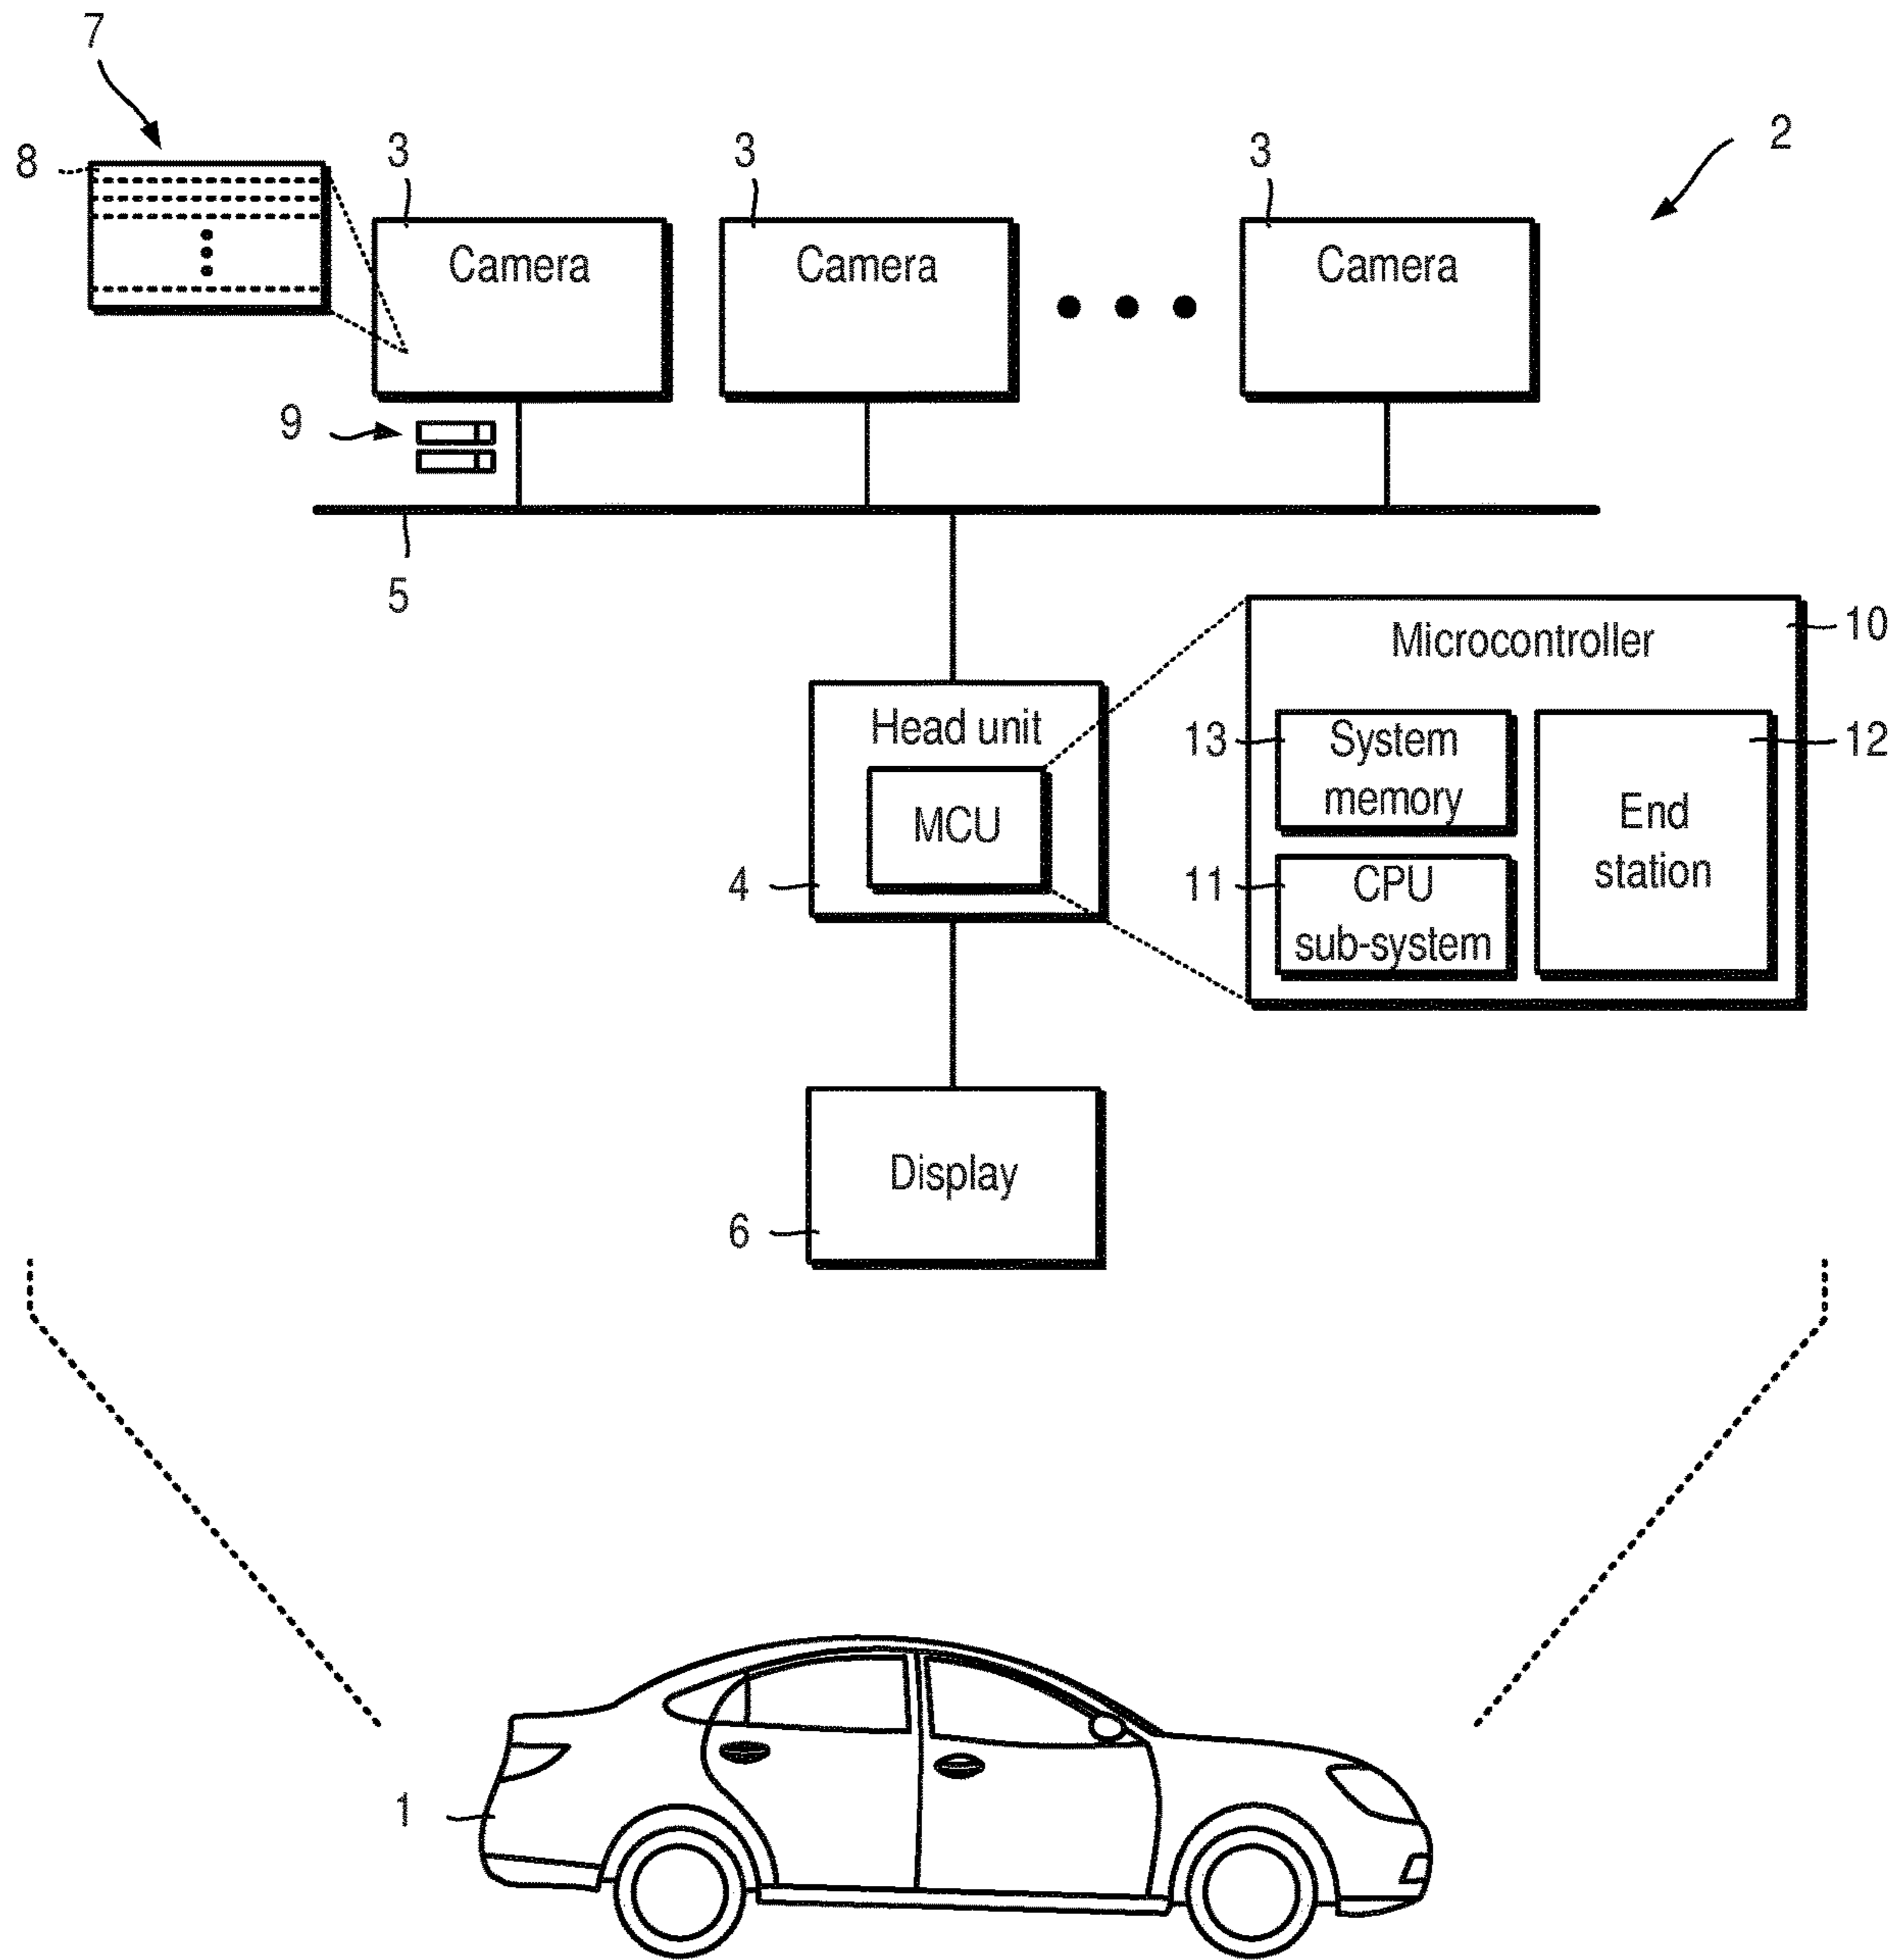 7
2
8
3
3
3
Camera
Camera
Camera
9
5
10
Microcontroller
Head unit
13
System
memory
12
MCU
End
station
4
11
CPU
sub-system
Display
6
1